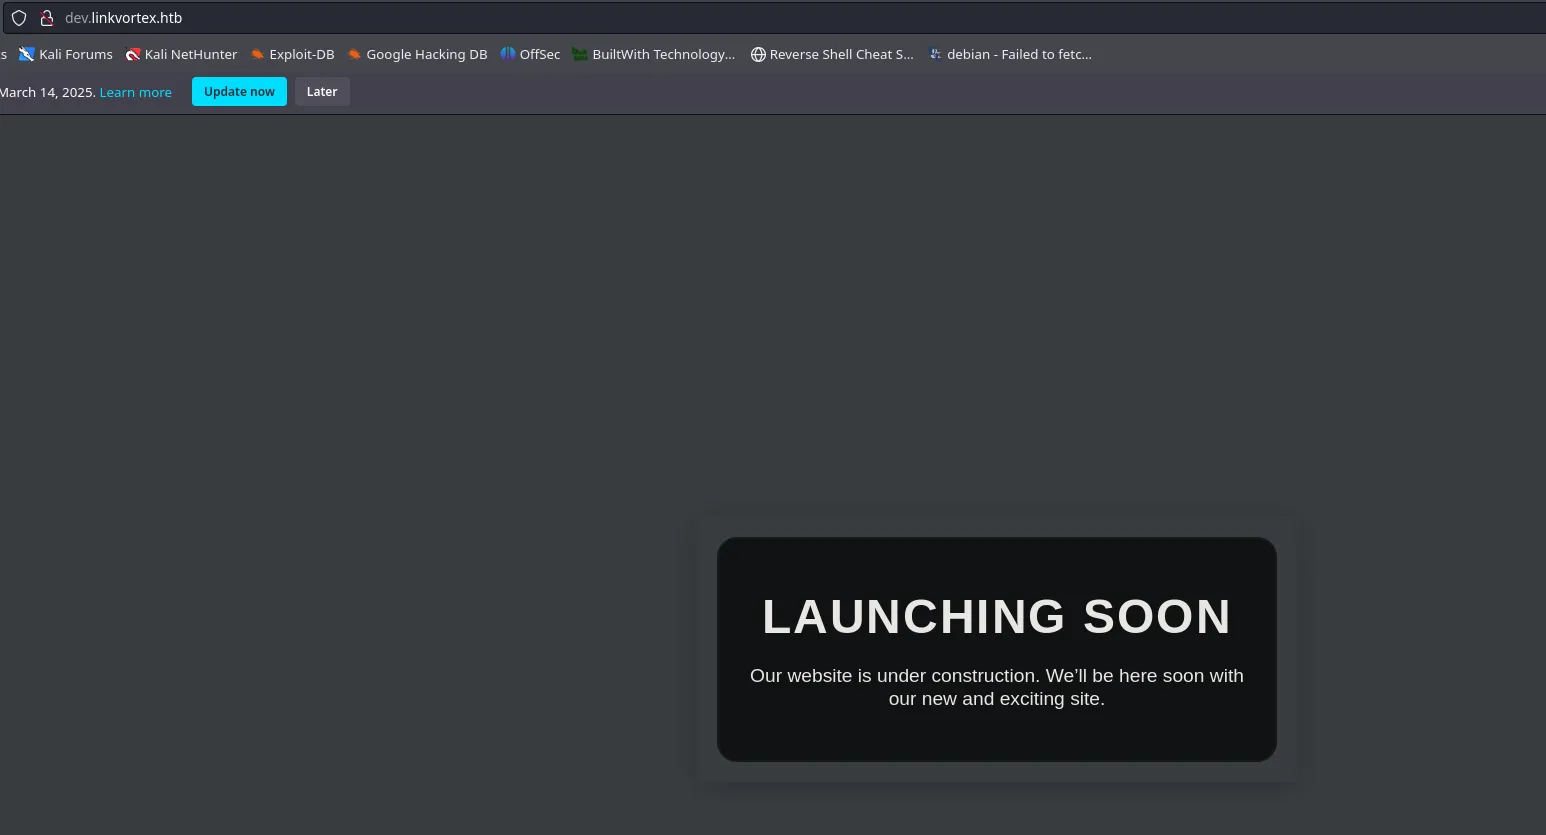 dev.linkvortex.htb
s Kali Forums Kali NetHunter Exploit-DB Google Hacking DB OffSec BuiltWith Technology... Reverse Shell Cheat S... debian - Failed to fetc...
March 14, 2025. Learn more Update now Later
LAUNCHING SOON
Our website is under construction. We'll be here soon with
our new and exciting site.